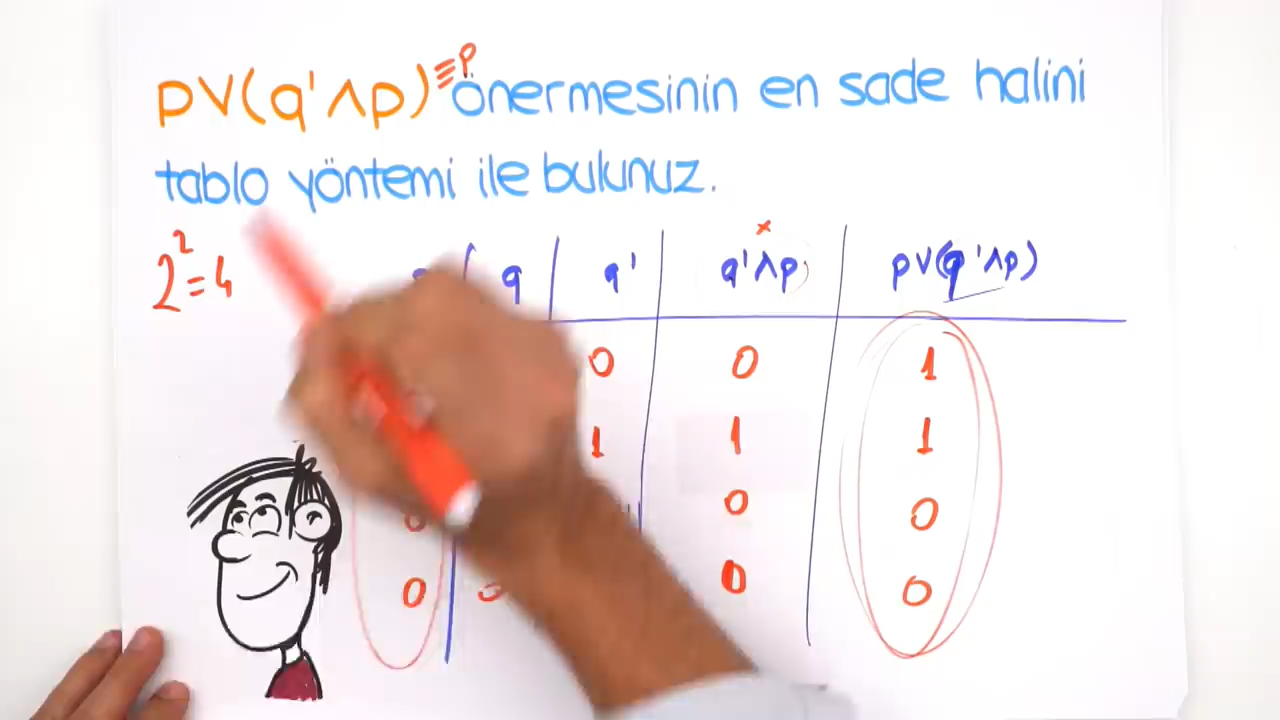 pV(q'∧p) ≡p önermesinin en sade halini
tablo yöntemi ile bulunuz.
2²=4
q q' q'∧p pV(q'∧p)
0 0 1
1 1 1
0 0 0
0 0 0 0